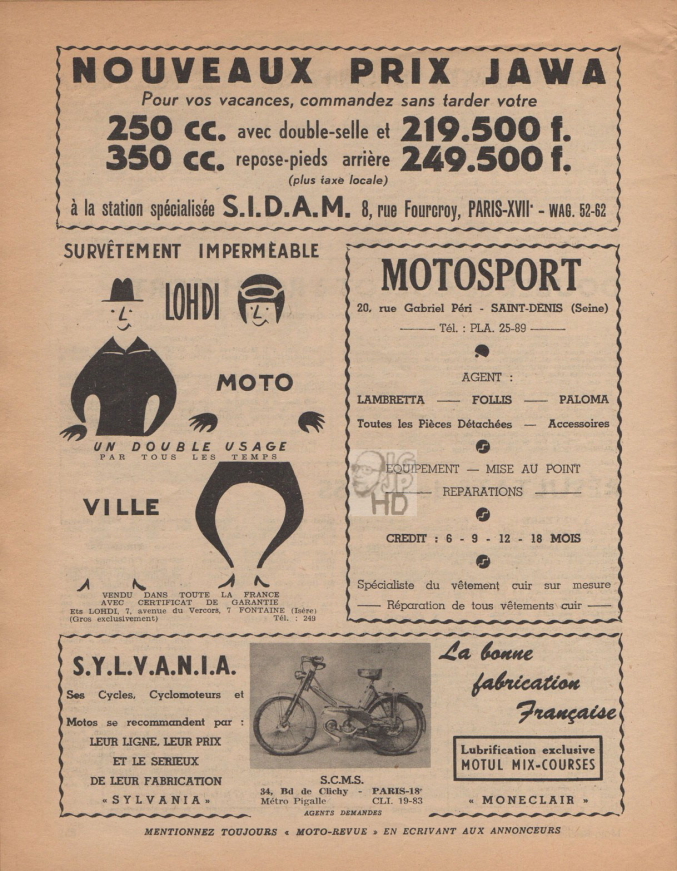 NOUVEAUX PRIX JAWA
Pour vos vacances, commandez sans tarder votre
250 cc. avec double-selle et 219.500 f.
350 cc. repose-pieds arrière 249.500 f.
(plus taxe locale)
à la station spécialisée S.I.D.A.M. 8, rue Fourcroy, PARIS-XVIIe - WAG. 52-62
SURVÊTEMENT IMPERMÈABLE
LOHDI
MOTO
UN DOUBLE USAGE
PAR TOUS LES TEMPS
VILLE
VENDU DANS TOUTE LA FRANCE
AVEC CERTIFICAT DE GARANTIE
Ets LOHDI, 7, avenue du Vercors, 7 FONTAINE (Isère)
(Gros exclusivement) Tél. : 249
MOTOSPORT
20, rue Gabriel Péri - SAINT-DENIS (Seine)
Tél. : PLA. 25-89
AGENT :
LAMBRETTA — FOLLIS — PALOMA
Toutes les Pièces Détachées — Accessoires
EQUIPEMENT — MISE AU POINT
REPARATIONS
CREDIT : 6 - 9 - 12 - 18 MOIS
Spécialiste du vêtement cuir sur mesure
— Réparation de tous vêtements cuir —
HD
S.Y.L.V.A.N.I.A.
Ses Cycles, Cyclomoteurs et
Motos se recommandent par :
LEUR LIGNE, LEUR PRIX
ET LE SERIEUX
DE LEUR FABRICATION
« SYLVANIA »
S.C.M.S.
34, Bd de Clichy - PARIS-18e
Métro Pigalle CLI. 19-83
AGENTS DEMANDES
La bonne
fabrication
Française
Lubrification exclusive
MOTUL MIX-COURSES
« MONECLAIR »
MENTIONNEZ TOUJOURS « MOTO-REVUE » EN ECRIVANT AUX ANNONCEURS